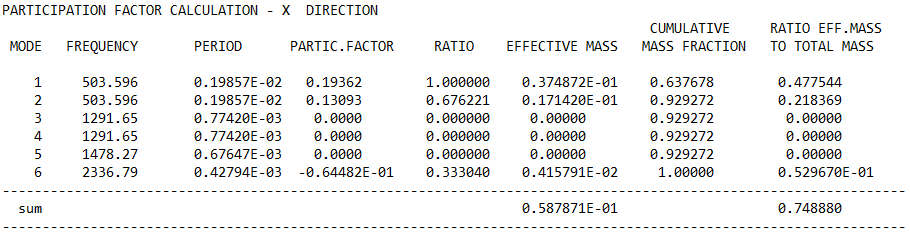 PARTICIPATION FACTOR CALCULATION - X  DIRECTION
                                                                                  CUMULATIVE     RATIO EFF.MASS
 MODE   FREQUENCY       PERIOD      PARTIC.FACTOR     RATIO    EFFECTIVE MASS   MASS FRACTION   TO TOTAL MASS
    1     503.596      0.19857E-02   0.19362        1.000000    0.374872E-01    0.637678        0.477544
    2     503.596      0.19857E-02   0.13093        0.676221    0.171420E-01    0.929272        0.218369
    3     1291.65      0.77420E-03    0.0000        0.000000     0.00000        0.929272         0.00000
    4     1291.65      0.77420E-03    0.0000        0.000000     0.00000        0.929272         0.00000
    5     1478.27      0.67647E-03    0.0000        0.000000     0.00000        0.929272         0.00000
    6     2336.79      0.42794E-03  -0.64482E-01    0.333040    0.415791E-02     1.00000        0.529670E-01
-----------------------------------------------------------------------------------------------------------------
  sum                                                           0.587871E-01                    0.748880
-----------------------------------------------------------------------------------------------------------------